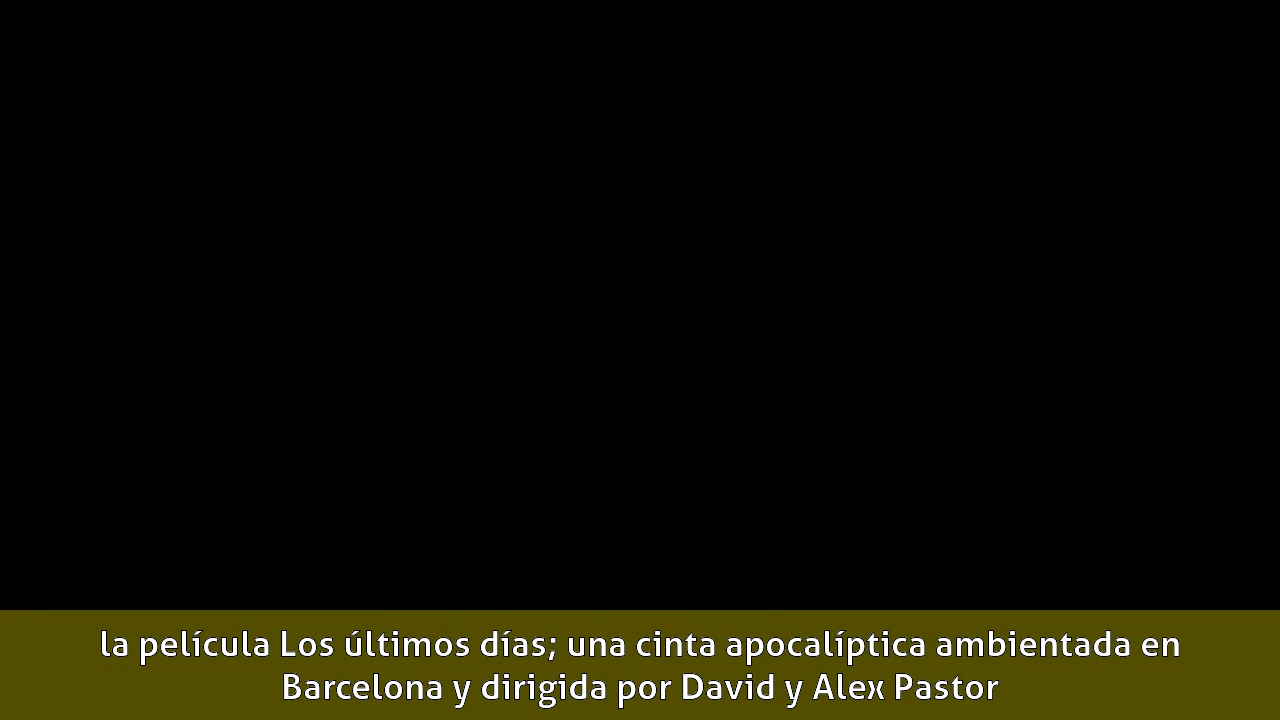 la película Los últimos días; una cinta apocalíptica ambientada en
Barcelona y dirigida por David y Alex Pastor